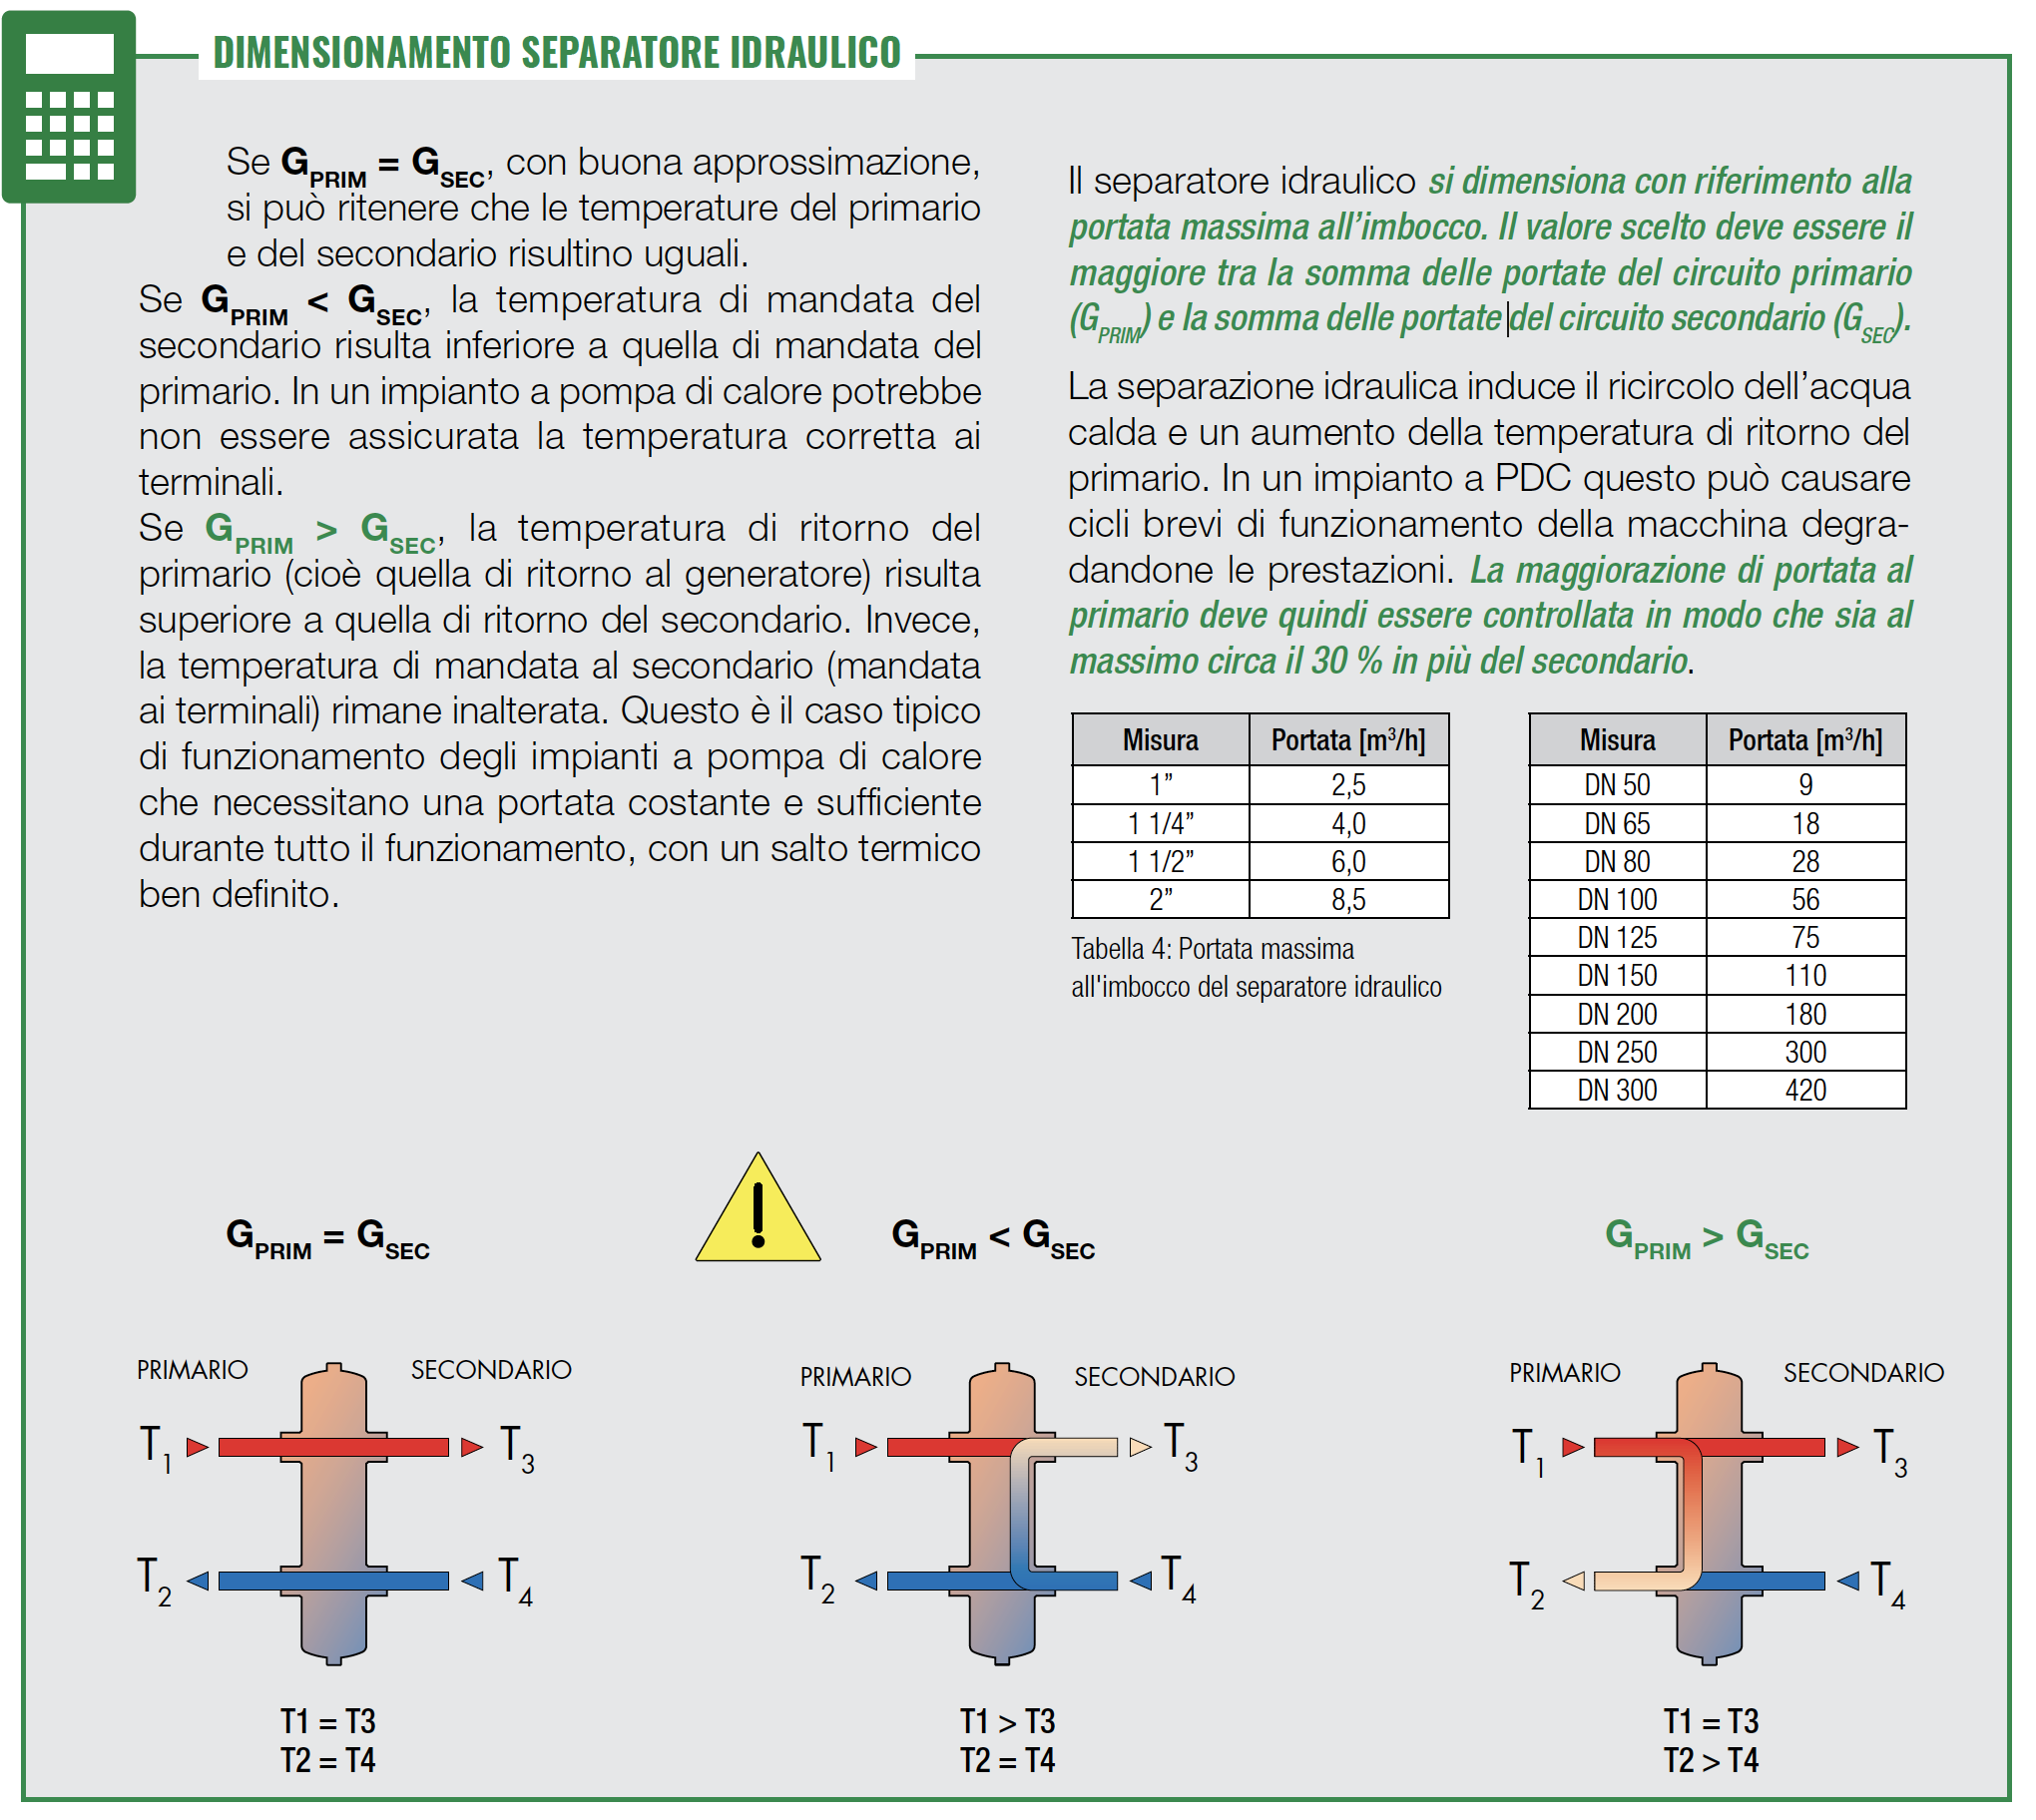 DIMENSIONAMENTO SEPARATORE IDRAULICO
Se GPRIM = GSEC, con buona approssimazione,
si può ritenere che le temperature del primario
e del secondario risultino uguali.
Se GPRIM < GSEC, la temperatura di mandata del
secondario risulta inferiore a quella di mandata del
primario. In un impianto a pompa di calore potrebbe
non essere assicurata la temperatura corretta ai
terminali.
Se GPRIM > GSEC, la temperatura di ritorno del
primario (cioè quella di ritorno al generatore) risulta
superiore a quella di ritorno del secondario. Invece,
la temperatura di mandata al secondario (mandata
ai terminali) rimane inalterata. Questo è il caso tipico
di funzionamento degli impianti a pompa di calore
che necessitano una portata costante e sufficiente
durante tutto il funzionamento, con un salto termico
ben definito.
Il separatore idraulico si dimensiona con riferimento alla
portata massima all’imbocco. Il valore scelto deve essere il
maggiore tra la somma delle portate del circuito primario
(GPRIM) e la somma delle portate del circuito secondario (GSEC).
La separazione idraulica induce il ricircolo dell’acqua
calda e un aumento della temperatura di ritorno del
primario. In un impianto a PDC questo può causare
cicli brevi di funzionamento della macchina degra-
dandone le prestazioni. La maggiorazione di portata al
primario deve quindi essere controllata in modo che sia al
massimo circa il 30 % in più del secondario.
Misura Portata [m³/h]
1” 2,5
1 1/4” 4,0
1 1/2” 6,0
2” 8,5
Tabella 4: Portata massima
all'imbocco del separatore idraulico
Misura Portata [m³/h]
DN 50 9
DN 65 18
DN 80 28
DN 100 56
DN 125 75
DN 150 110
DN 200 180
DN 250 300
DN 300 420
GPRIM = GSEC
PRIMARIO SECONDARIO
T1 T3
T2 T4
T1 = T3
T2 = T4
!
GPRIM < GSEC
PRIMARIO SECONDARIO
T1 T3
T2 T4
T1 > T3
T2 = T4
GPRIM > GSEC
PRIMARIO SECONDARIO
T1 T3
T2 T4
T1 = T3
T2 > T4